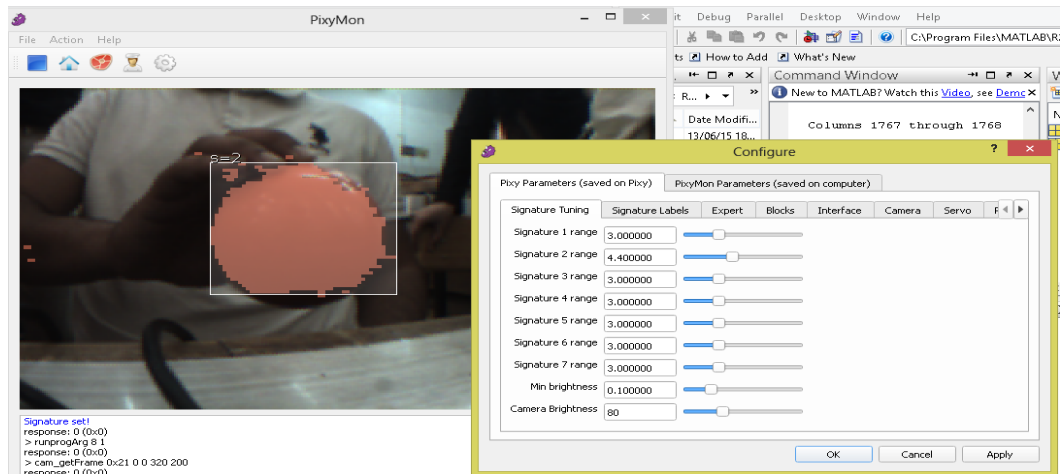 PixyMon
File Action Help
s=2
Signature set!
response: 0 (0x0)
> runprogArg 8 1
response: 0 (0x0)
> cam_getFrame 0x21 0 0 320 200
response: 0 (0x0)
Debug Parallel Desktop Window Help
C:\Program Files\MATLAB\R2
How to Add What's New
Command Window
New to MATLAB? Watch this Video, see Demo
R...
Date Modifi...
13/06/15 18...
Columns 1767 through 1768
Configure
Pixy Parameters (saved on Pixy) PixyMon Parameters (saved on computer)
Signature Tuning Signature Labels Expert Blocks Interface Camera Servo
Signature 1 range 3.000000
Signature 2 range 4.400000
Signature 3 range 3.000000
Signature 4 range 3.000000
Signature 5 range 3.000000
Signature 6 range 3.000000
Signature 7 range 3.000000
Min brightness 0.100000
Camera Brightness 80
OK Cancel Apply